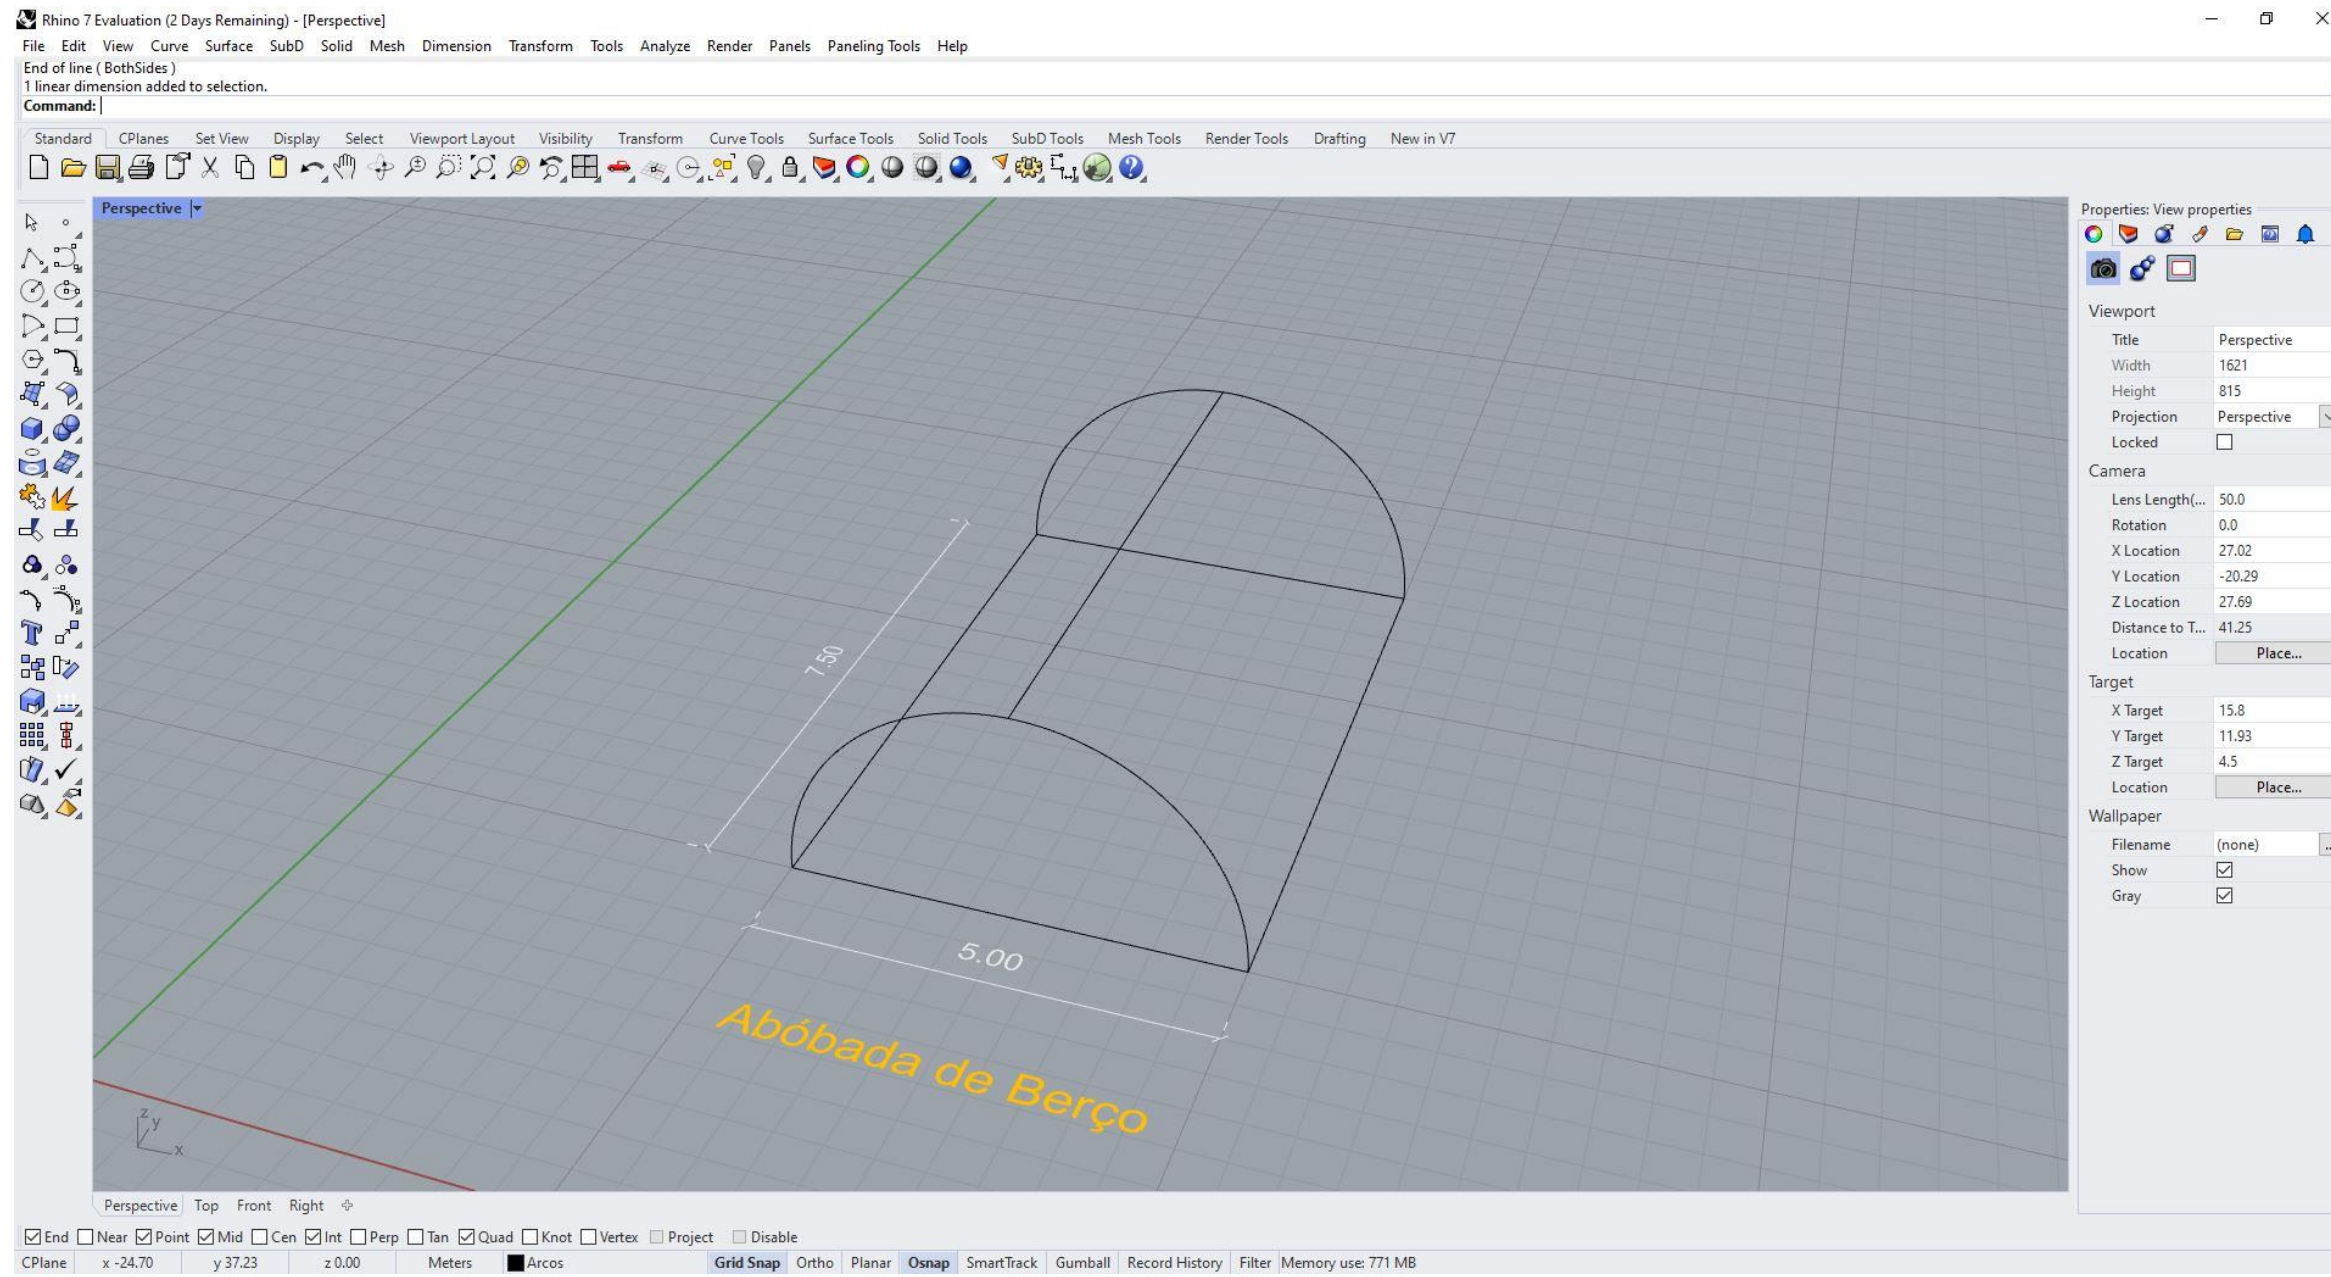 Rhino 7 Evaluation (2 Days Remaining) - [Perspective]
File Edit View Curve Surface SubD Solid Mesh Dimension Transform Tools Analyze Render Panels Paneling Tools Help
End of line ( BothSides )
1 linear dimension added to selection.
Command:
Standard CPlanes Set View Display Select Viewport Layout Visibility Transform Curve Tools Surface Tools Solid Tools SubD Tools Mesh Tools Render Tools Drafting New in V7
Perspective
7.50
5.00
Abóbada de Berço
z
y
x
Properties: View properties
Viewport
Title Perspective
Width 1621
Height 815
Projection Perspective
Locked
Camera
Lens Length(... 50.0
Rotation 0.0
X Location 27.02
Y Location -20.29
Z Location 27.69
Distance to T... 41.25
Location Place...
Target
X Target 15.8
Y Target 11.93
Z Target 4.5
Location Place...
Wallpaper
Filename (none) ...
Show
Gray
Perspective Top Front Right
End Near Point Mid Cen Int Perp Tan Quad Knot Vertex Project Disable
CPlane x -24.70 y 37.23 z 0.00 Meters Arcos Grid Snap Ortho Planar Osnap SmartTrack Gumball Record History Filter Memory use: 771 MB